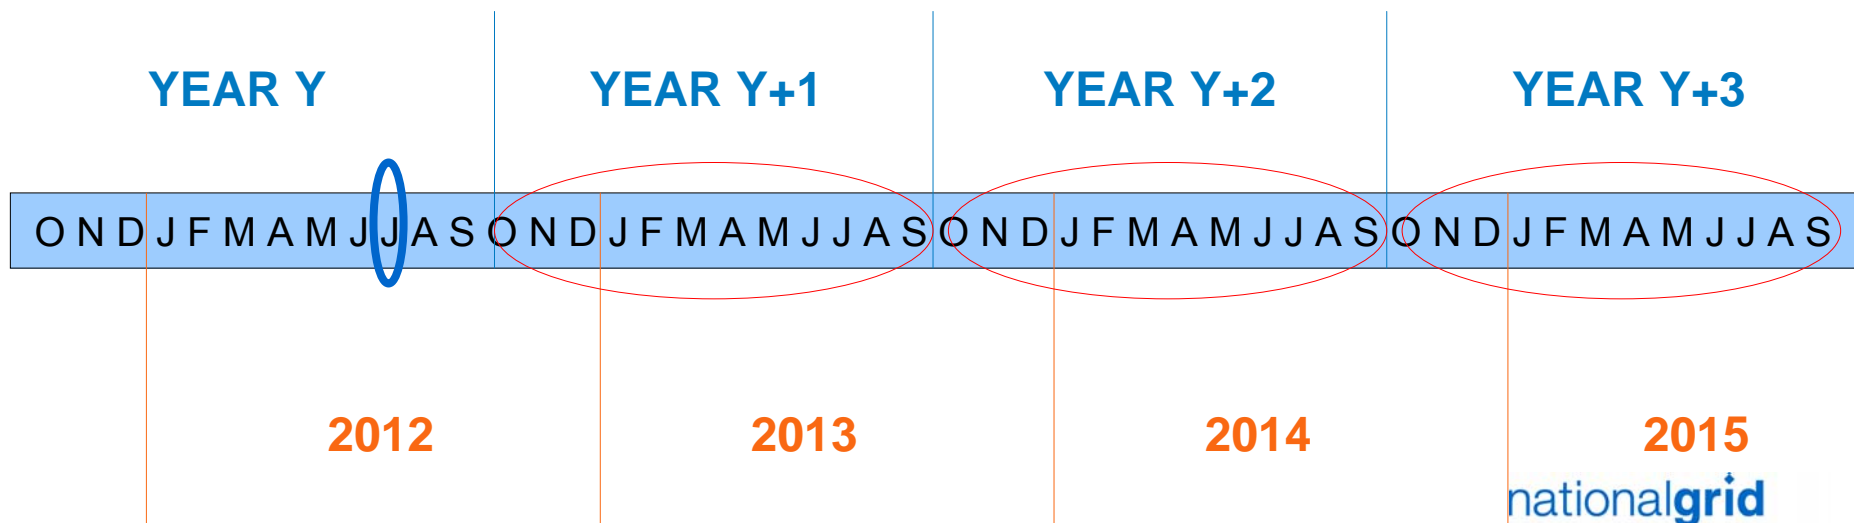 YEAR Y YEAR Y+1 YEAR Y+2 YEAR Y+3
O N D J F M A M J J A S O N D J F M A M J J A S O N D J F M A M J J A S O N D J F M A M J J A S
2012 2013 2014 2015
nationalgrid